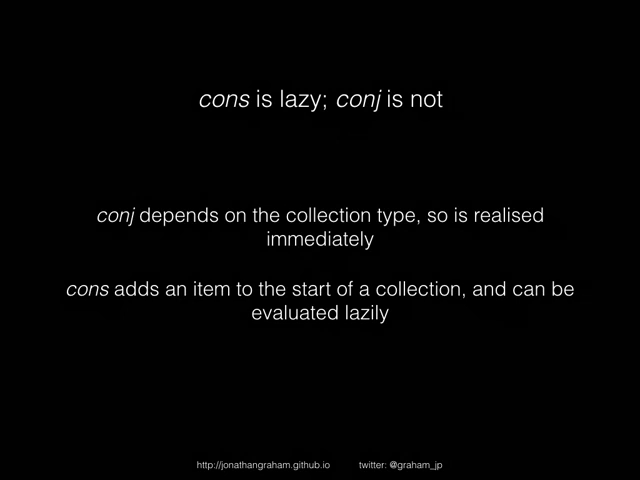 cons is lazy; conj is not
conj depends on the collection type, so is realised
immediately
cons adds an item to the start of a collection, and can be
evaluated lazily
http://jonathangraham.github.io twitter: @graham_jp